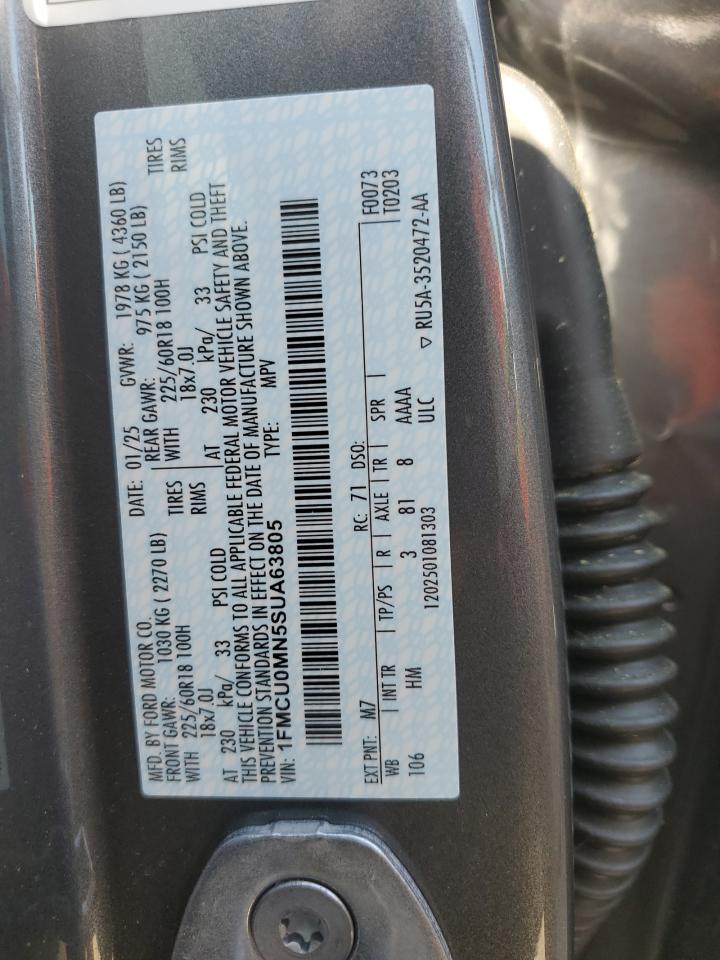 MFD. BY FORD MOTOR CO.
DATE: 01/25 GVWR: 1978 KG ( 4360 LB)
FRONT GAWR: 1030 KG ( 2270 LB) REAR GAWR: 975 KG ( 2150 LB)
WITH 225/60R18 100H TIRES WITH 225/60R18 100H TIRES
18x7.0J RIMS 18x7.0J RIMS
AT 230 kPa/ 33 PSI COLD AT 230 kPa/ 33 PSI COLD
THIS VEHICLE CONFORMS TO ALL APPLICABLE FEDERAL MOTOR VEHICLE SAFETY AND THEFT
PREVENTION STANDARDS IN EFFECT ON THE DATE OF MANUFACTURE SHOWN ABOVE.
VIN: 1FMCU0MN5SUA63805 TYPE: MPV
EXT PNT: M7 RC: 71 DSO: F0073
WB INT TR TP/PS R AXLE TR SPR T0203
106 HM 3 81 8 AAAA
1202501081303 ULC ▽ RU5A-3520472-AA